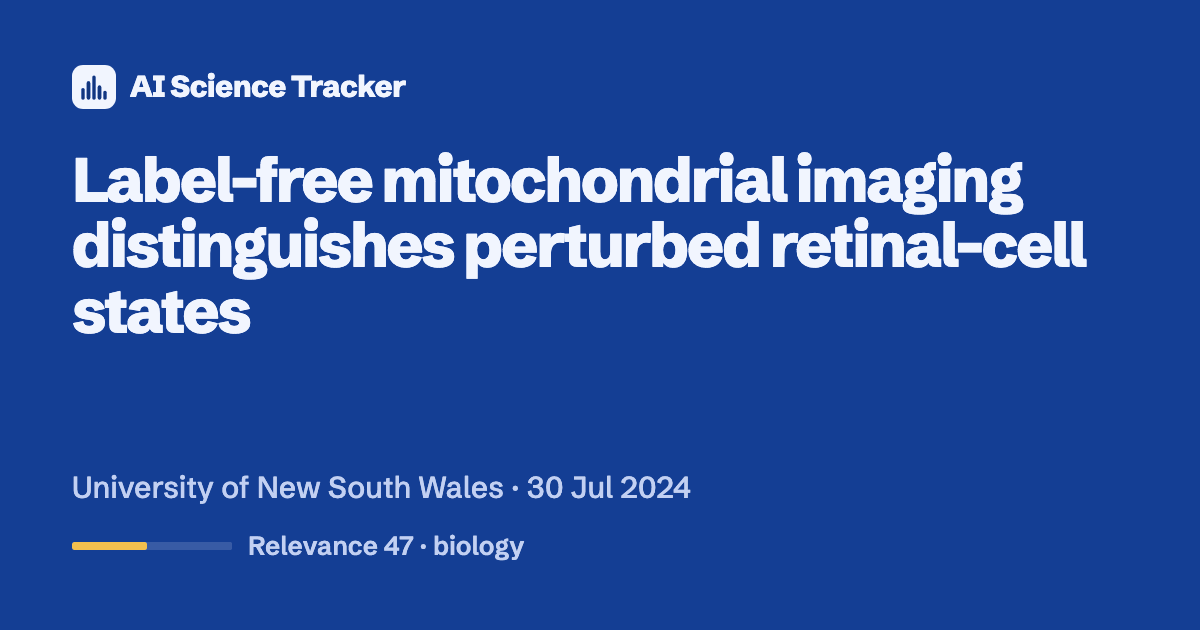 AI Science Tracker
Label-free mitochondrial imaging
distinguishes perturbed retinal-cell
states
University of New South Wales · 30 Jul 2024
Relevance 47 · biology